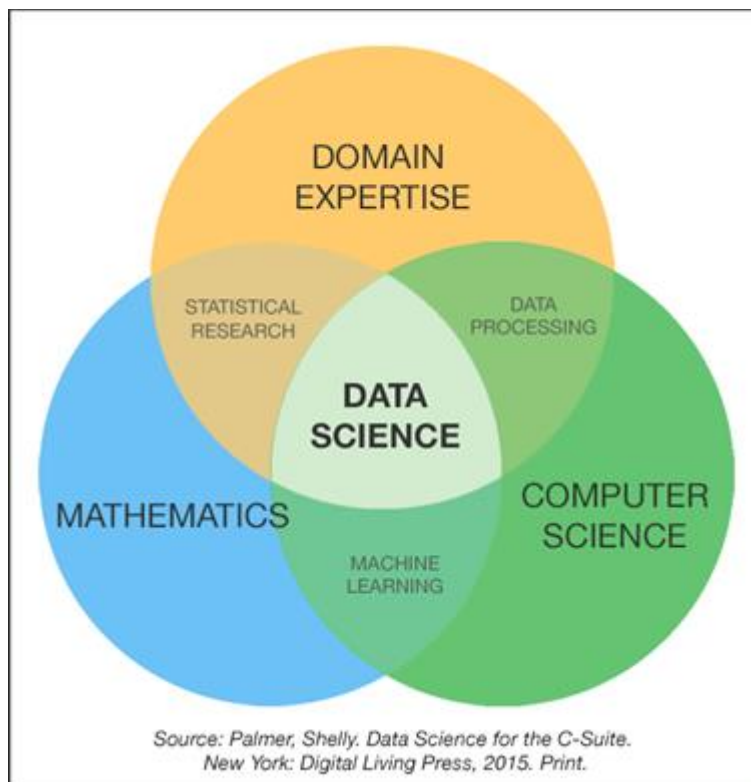 DOMAIN
EXPERTISE
STATISTICAL
RESEARCH
DATA
PROCESSING
DATA
SCIENCE
MATHEMATICS
COMPUTER
SCIENCE
MACHINE
LEARNING
Source: Palmer, Shelly. Data Science for the C-Suite.
New York: Digital Living Press, 2015. Print.